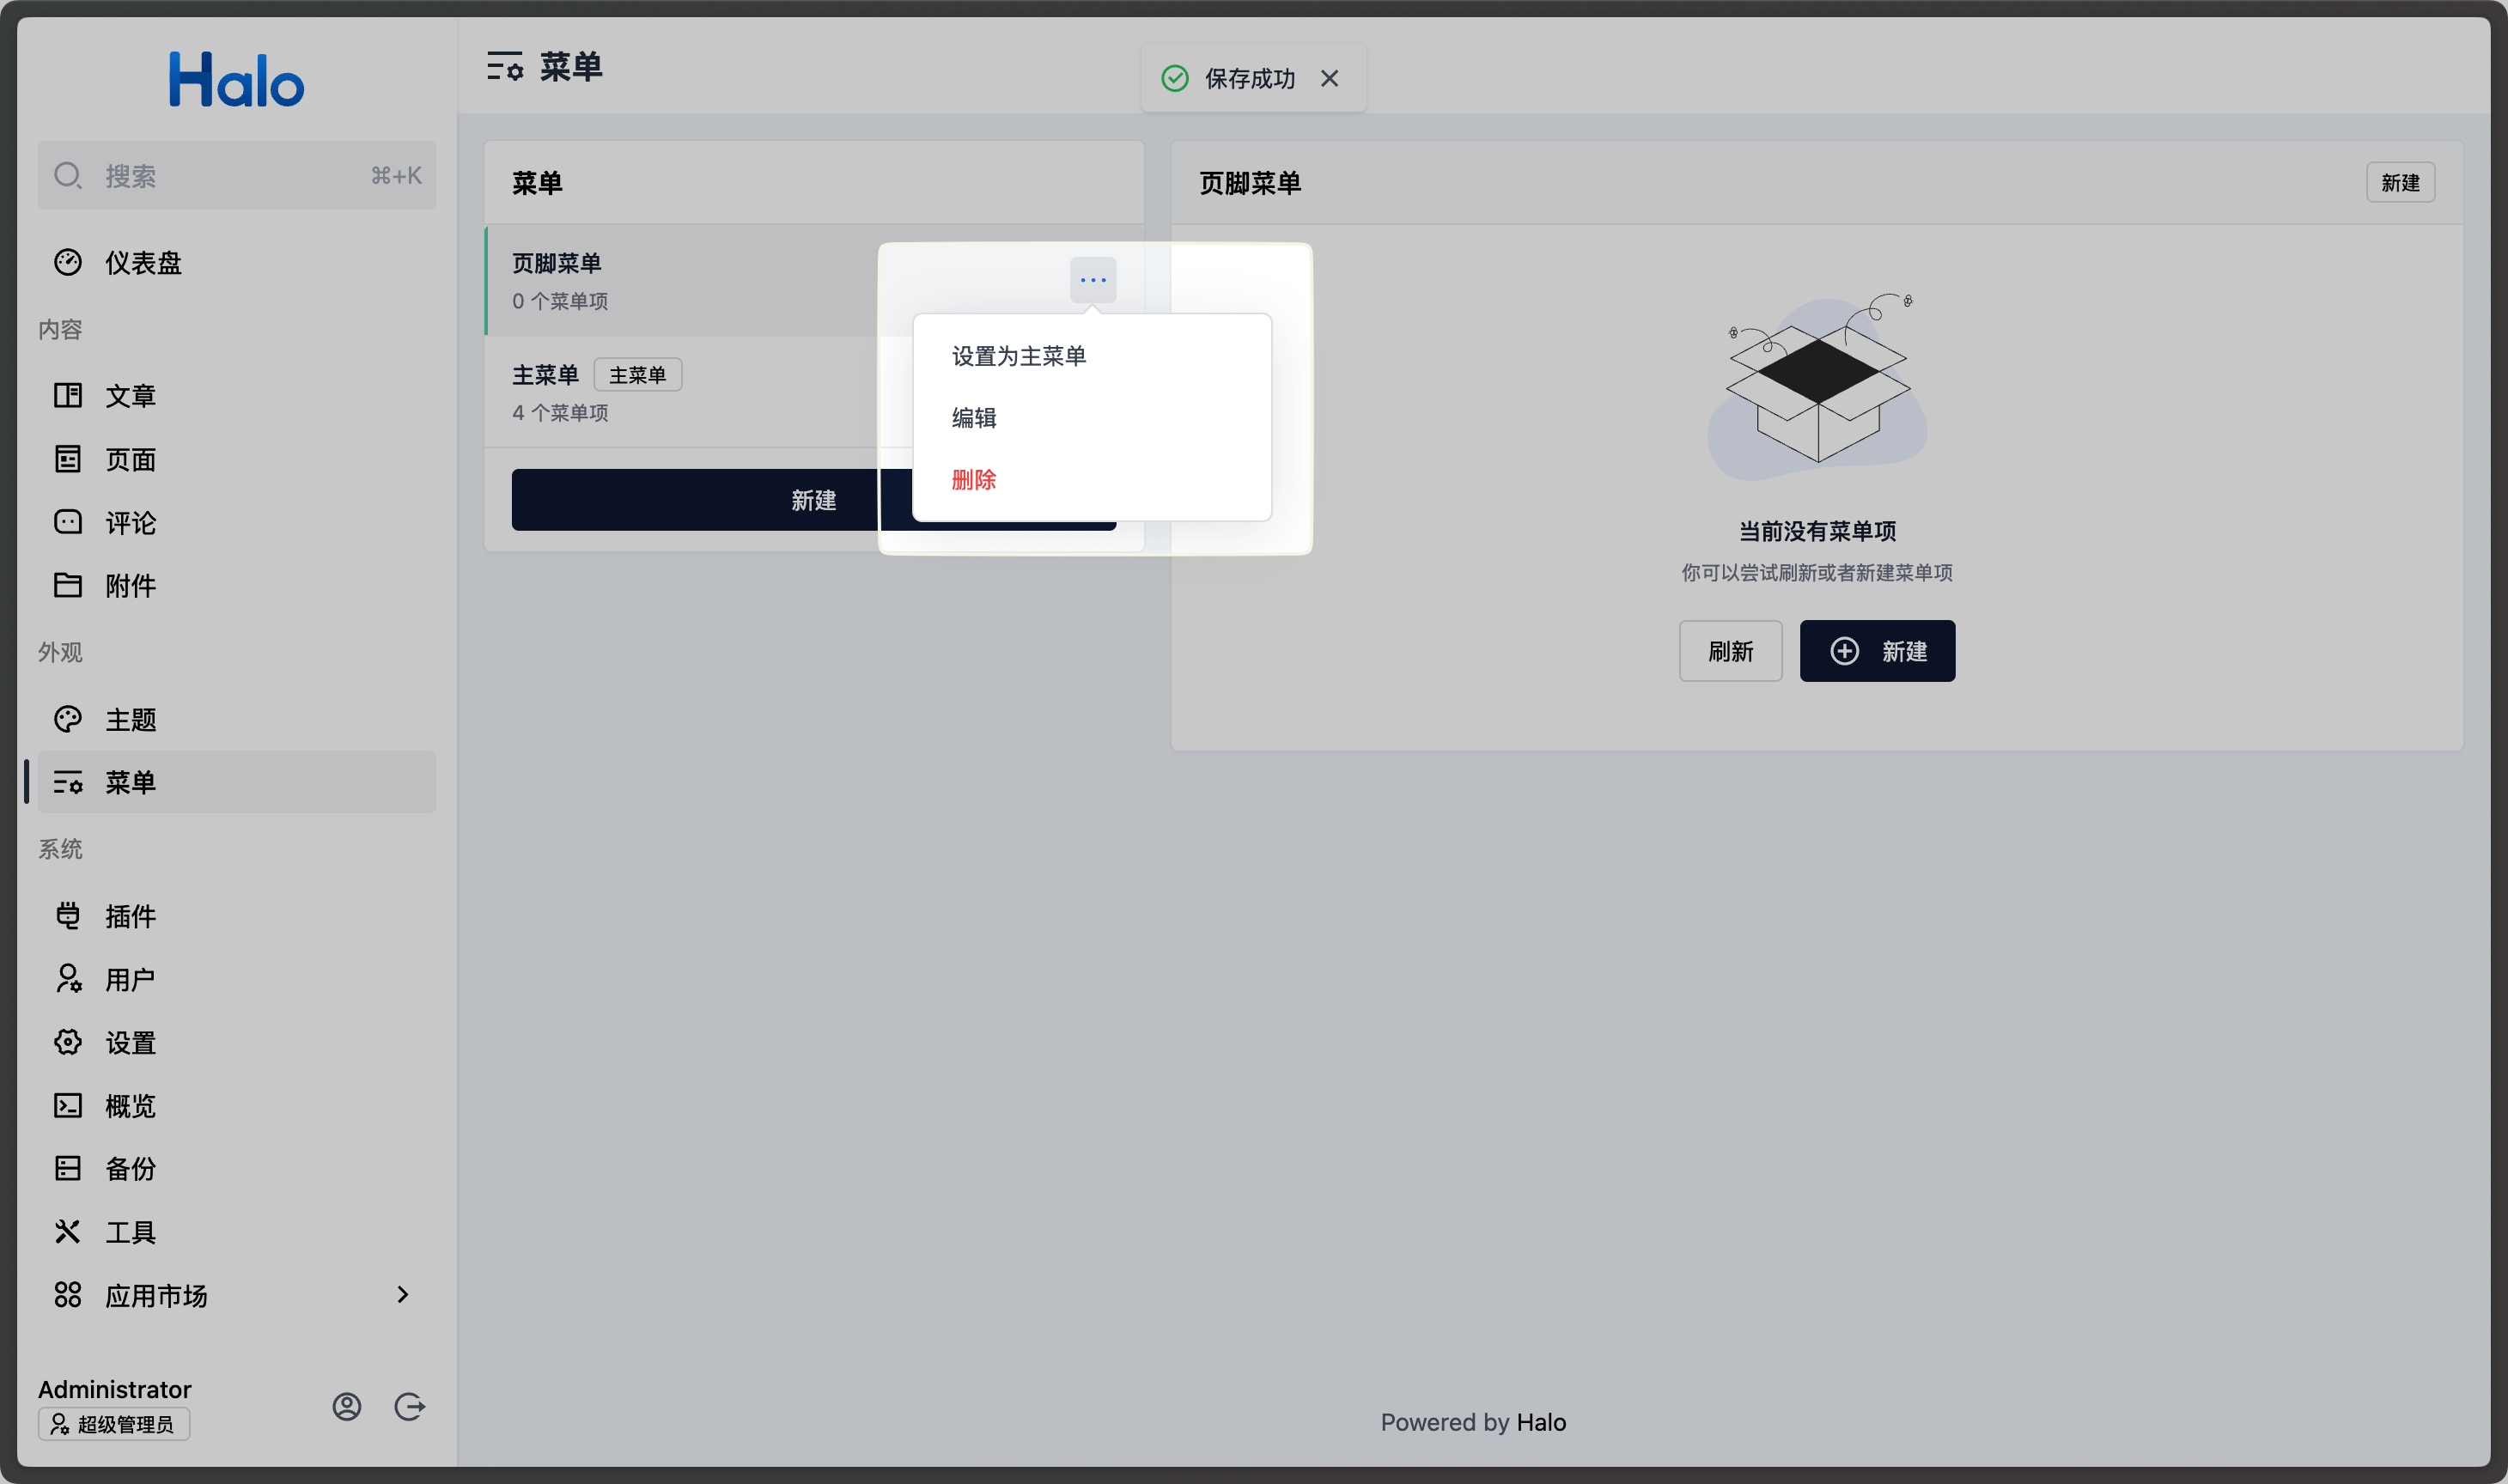 Halo
搜索 ⌘+K
仪表盘
内容
文章
页面
评论
附件
外观
主题
菜单
系统
插件
用户
设置
概览
备份
工具
应用市场
Administrator
超级管理员
菜单
保存成功
菜单
页脚菜单
0 个菜单项
主菜单 主菜单
4 个菜单项
新建
设置为主菜单
编辑
删除
页脚菜单 新建
当前没有菜单项
你可以尝试刷新或者新建菜单项
刷新 新建
Powered by Halo